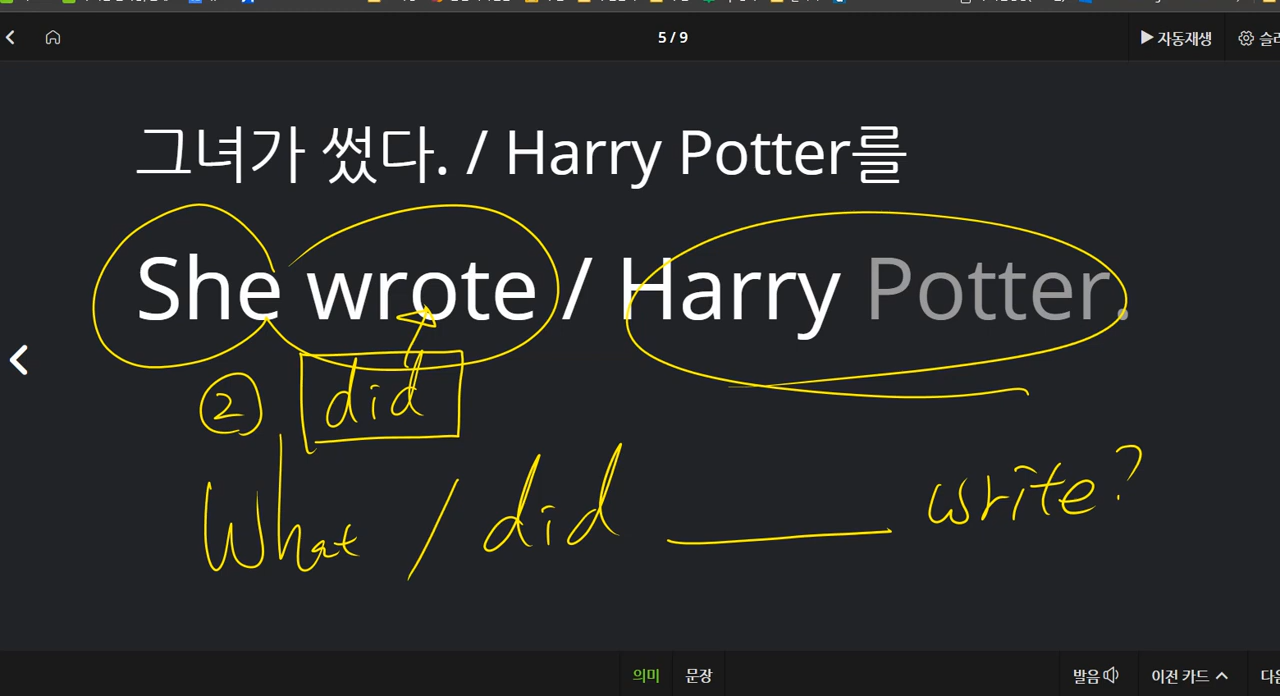 5 / 9
자동재생
그녀가 썼다. / Harry Potter를
She wrote / Harry Potter.
② did
What / did ____ write?
의미 문장 발음 이전 카드